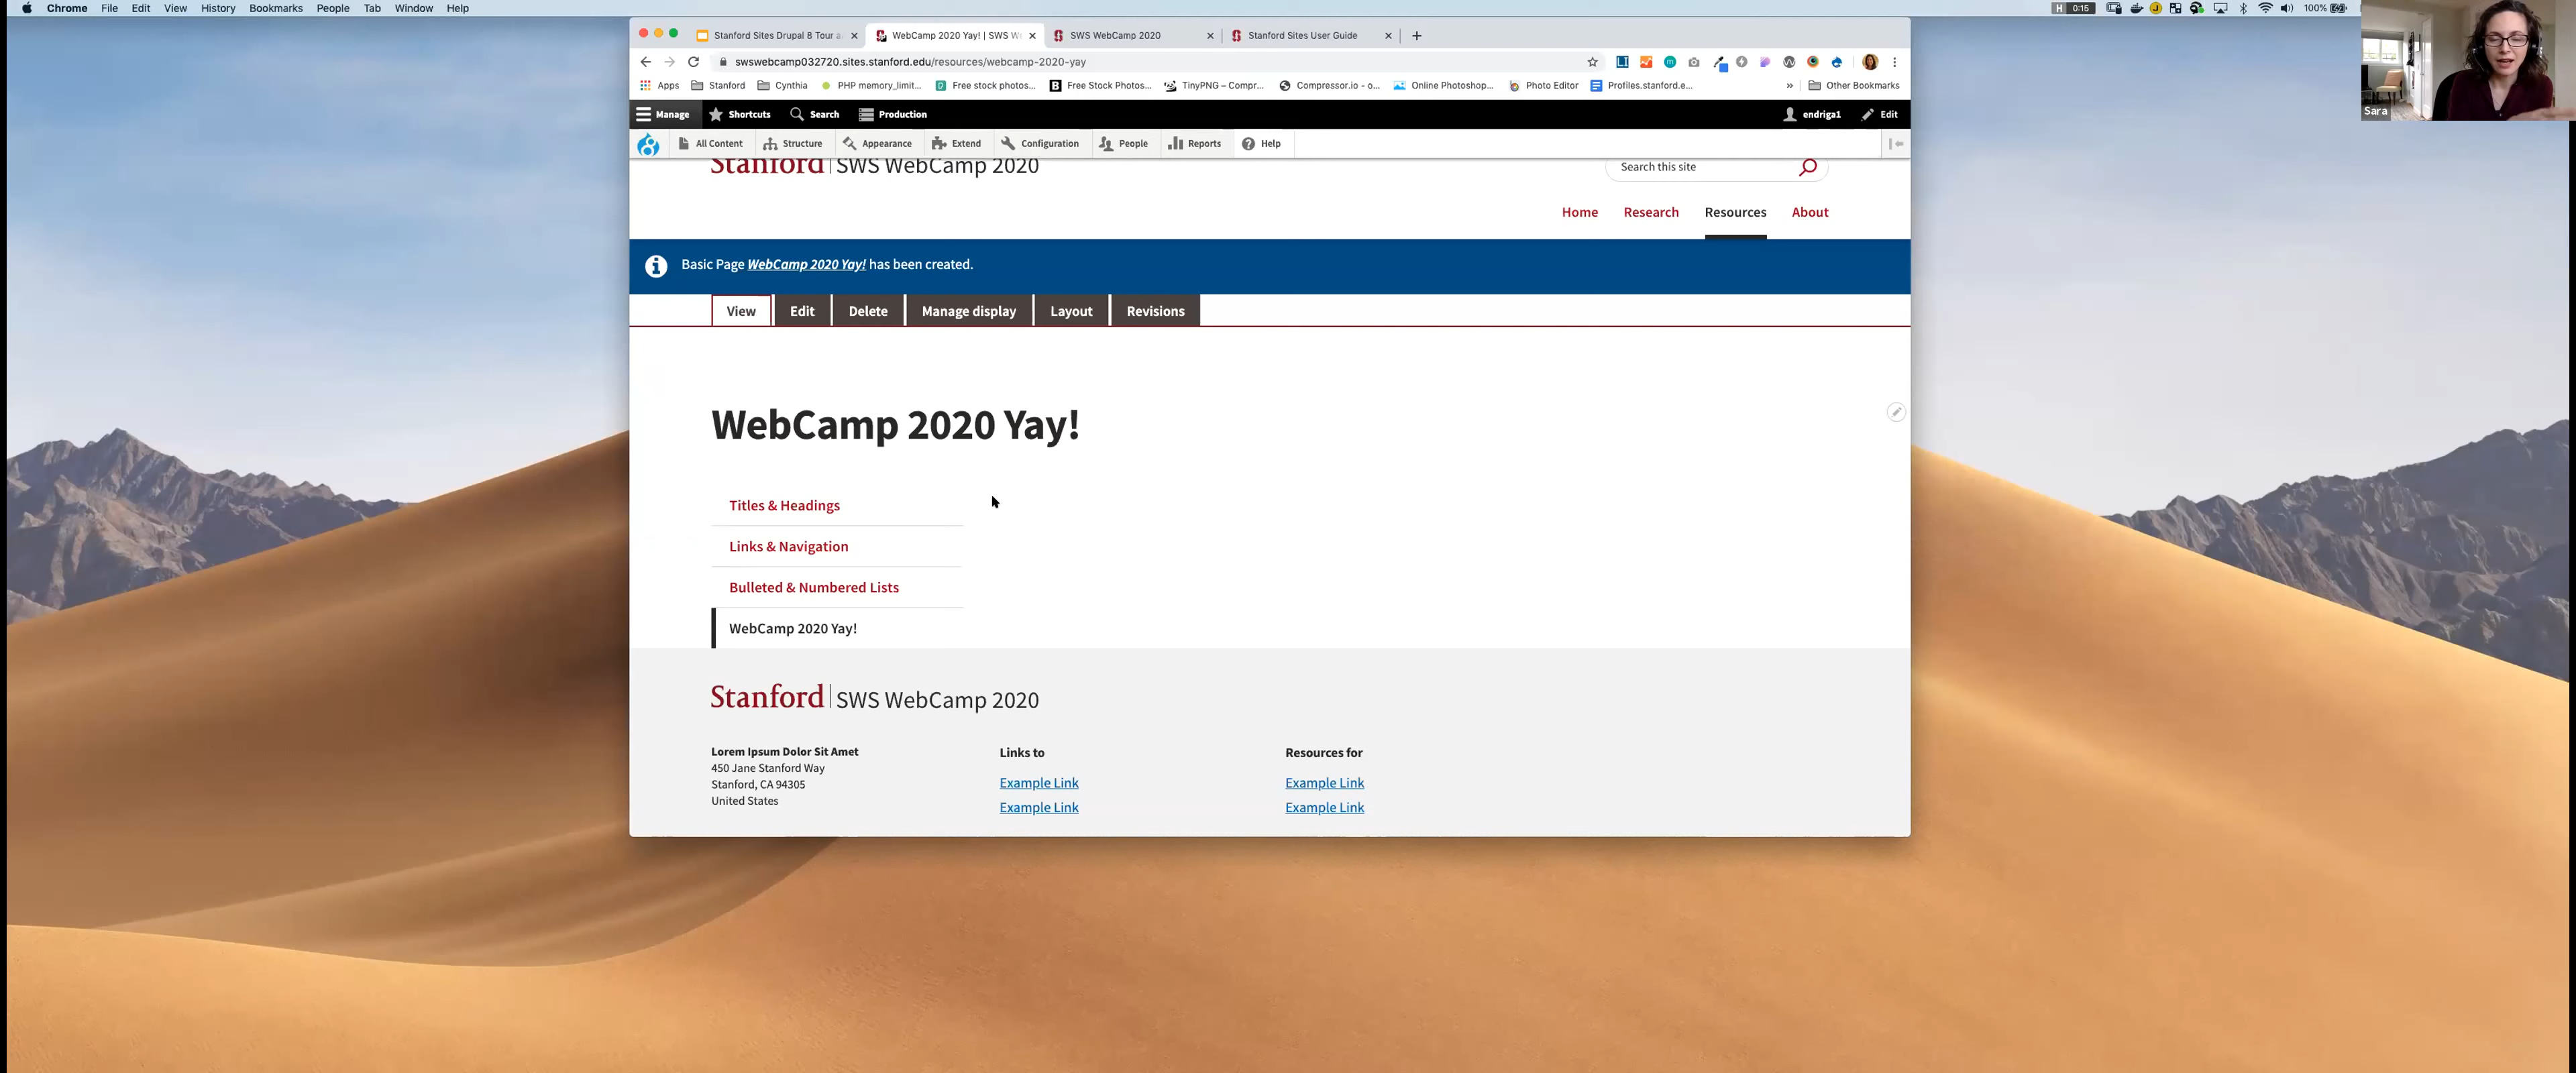 Chrome File Edit View History Bookmarks People Tab Window Help
H 0:15 100%
Stanford Sites Drupal 8 Tour a
WebCamp 2020 Yay! | SWS W
SWS WebCamp 2020
Stanford Sites User Guide
swswebcamp032720.sites.stanford.edu/resources/webcamp-2020-yay
Apps Stanford Cynthia PHP memory_limit... Free stock photos... Free Stock Photos... TinyPNG – Compr... Compressor.io - o... Online Photoshop... Photo Editor Profiles.stanford.e... » Other Bookmarks
Manage Shortcuts Search Production endriga1 Edit
All Content Structure Appearance Extend Configuration People Reports Help
Sara
Stanford | SWS WebCamp 2020
Search this site
Home Research Resources About
Basic Page WebCamp 2020 Yay! has been created.
View Edit Delete Manage display Layout Revisions
WebCamp 2020 Yay!
Titles & Headings
Links & Navigation
Bulleted & Numbered Lists
WebCamp 2020 Yay!
Stanford | SWS WebCamp 2020
Lorem Ipsum Dolor Sit Amet
450 Jane Stanford Way
Stanford, CA 94305
United States
Links to
Example Link
Example Link
Resources for
Example Link
Example Link